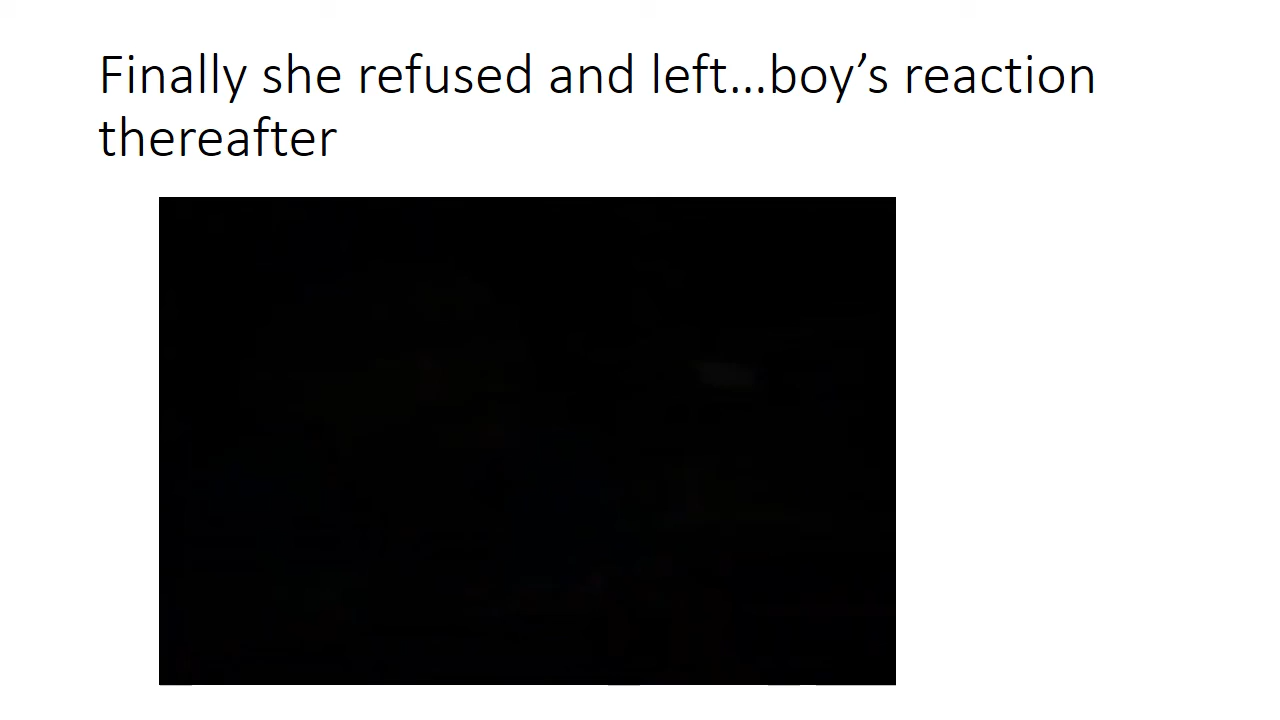 Finally she refused and left…boy’s reaction
thereafter